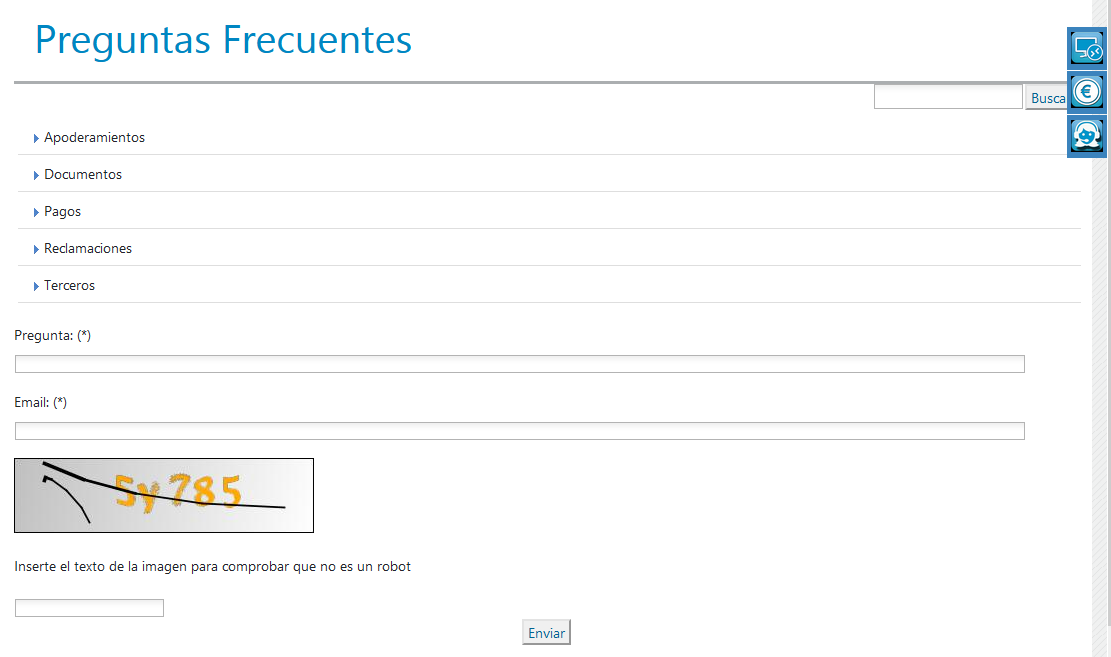 Preguntas Frecuentes
Busca
Apoderamientos
Documentos
Pagos
Reclamaciones
Terceros
Pregunta: (*)
Email: (*)
5y785
Inserte el texto de la imagen para comprobar que no es un robot
Enviar